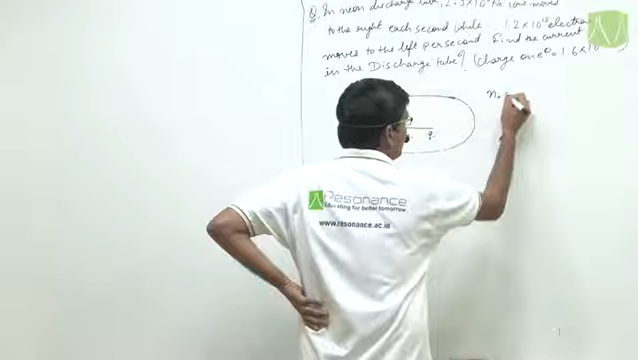 Q. In neon discharge tube, 2.9×10¹⁸ Ne⁺ ions moves
to the right each second while 1.2×10¹⁸ electrons
moves to the left per second Find the current
in the Discharge tube? (charge on e⊖ = 1.6×10
n =
q
Resonance
Educating for better tomorrow
www.resonance.ac.in